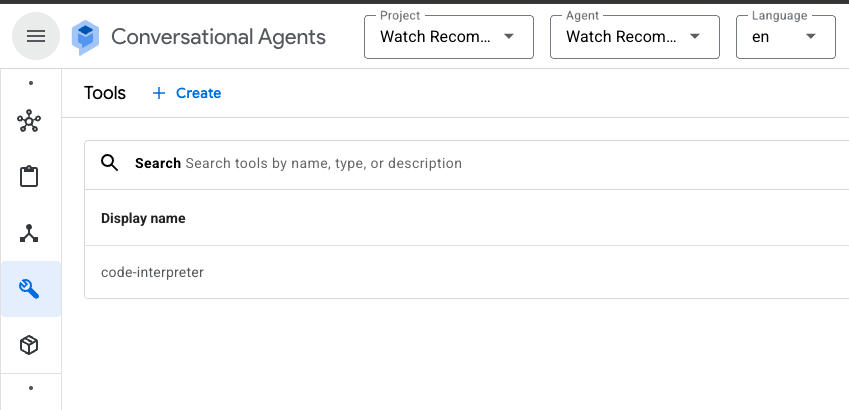 Conversational Agents
Project
Watch Recom...
Agent
Watch Recom...
Language
en
Tools
+ Create
Search Search tools by name, type, or description
Display name
code-interpreter